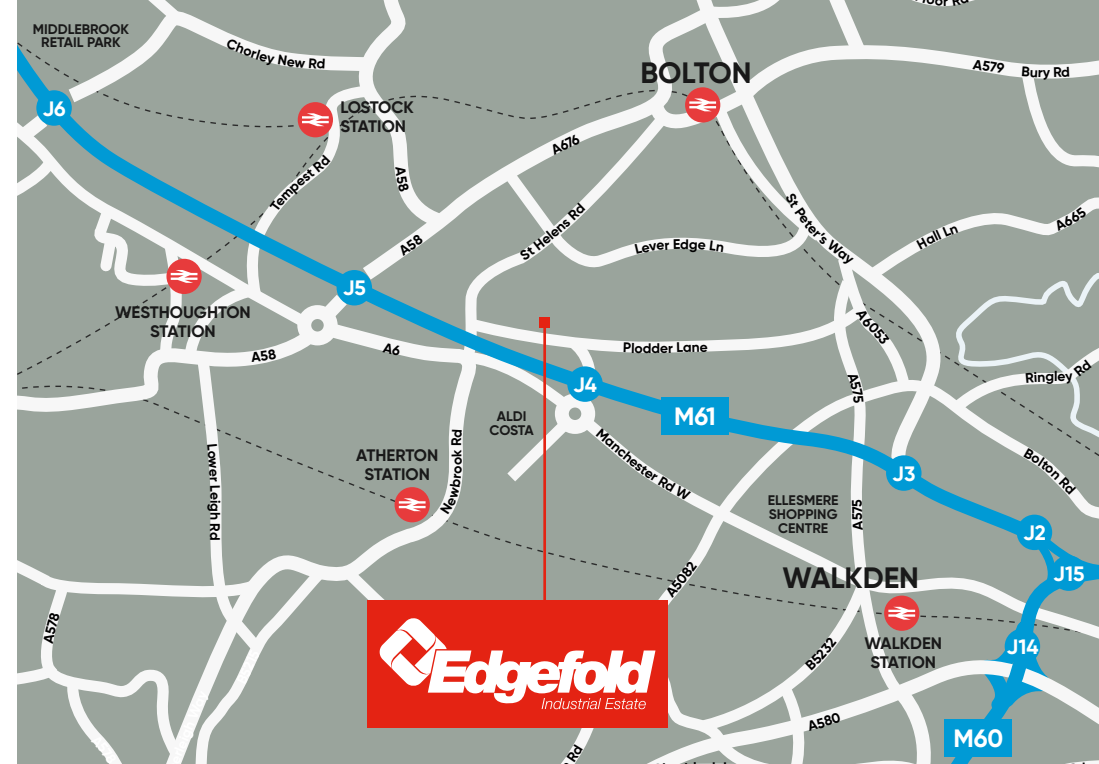 MIDDLEBROOK
RETAIL PARK
Chorley New Rd
J6
LOSTOCK
STATION
BOLTON
A579
Bury Rd
A676
Tempest Rd
A58
St Helens Rd
A58
Lever Edge Ln
St Peter's Way
Hall Ln
A665
WESTHOUGHTON
STATION
J5
A58
A6
Plodder Lane
A6053
J4
M61
A575
Ringley Rd
ALDI
COSTA
Manchester Rd W
ATHERTON
STATION
Newbrook Rd
Lower Leigh Rd
J3
Bolton Rd
ELLESMERE
SHOPPING
CENTRE
A575
J2
J15
WALKDEN
A5082
WALKDEN
STATION
J14
A578
B5232
Edgefold
Industrial Estate
A580
M60
Rd